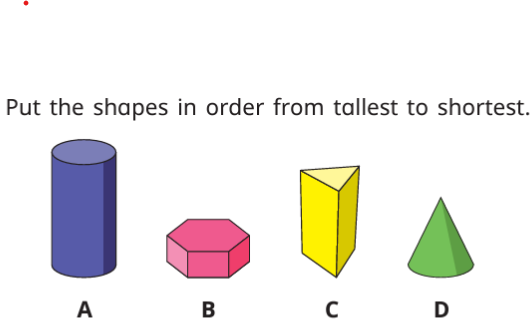 Put the shapes in order from tallest to shortest.
A B C D